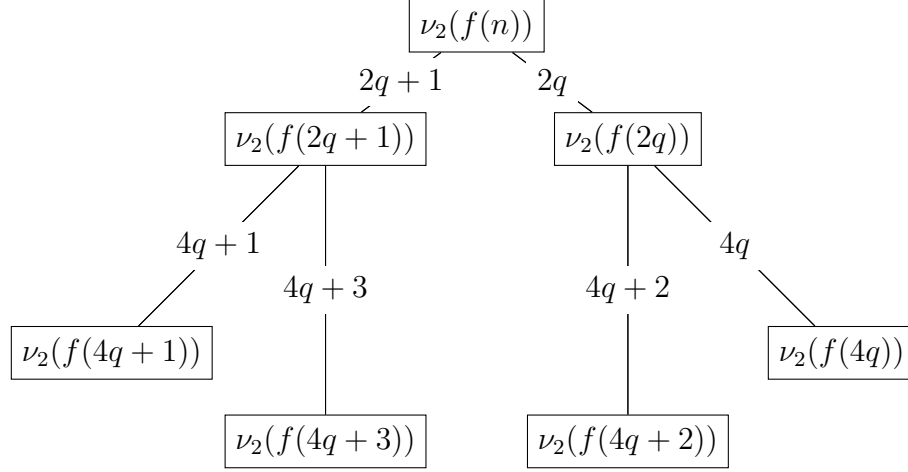 ν₂(f(n))
2q + 1
2q
ν₂(f(2q + 1))
ν₂(f(2q))
4q + 1
4q
4q + 3
4q + 2
ν₂(f(4q + 1))
ν₂(f(4q))
ν₂(f(4q + 3))
ν₂(f(4q + 2))